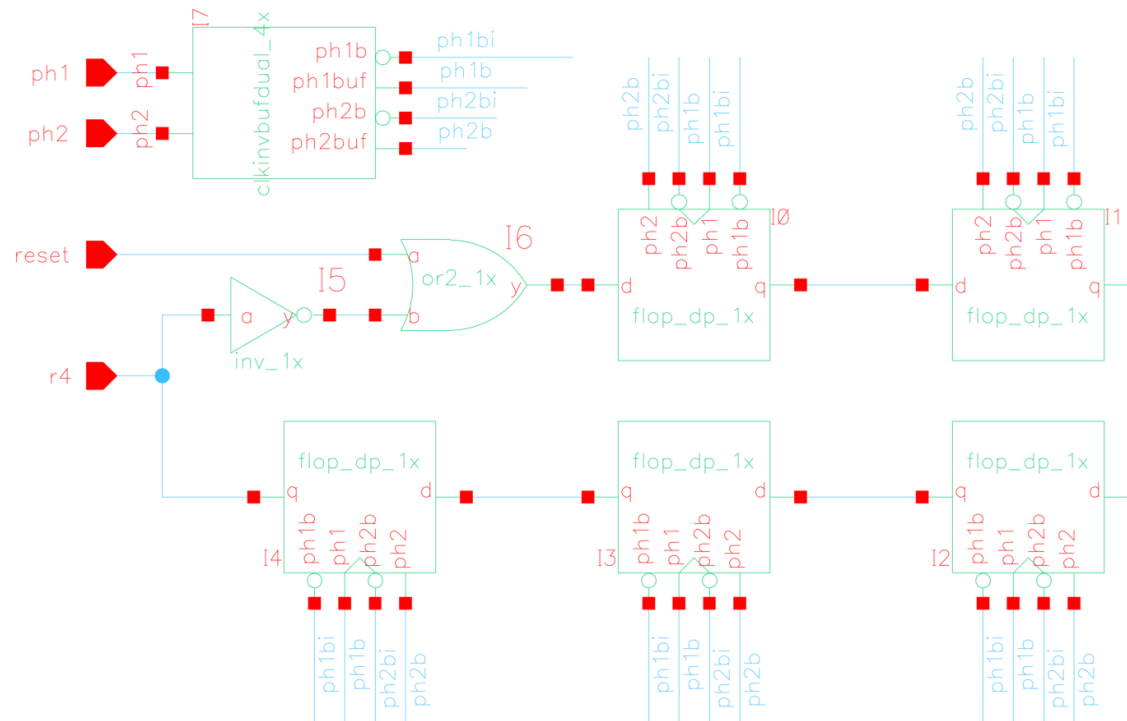 I7
clkinvbufdual_4x
ph1
ph1
ph2
ph2
ph1b
ph1buf
ph2b
ph2buf
ph1bi
ph1b
ph2bi
ph2b
ph2b
ph2bi
ph1b
ph1bi
ph2b
ph2bi
ph1b
ph1bi
reset
a
or2_1x
y
b
I6
I5
a
y
inv_1x
r4
ph2
ph2b
ph1
ph1b
I0
d
q
flop_dp_1x
ph2
ph2b
ph1
ph1b
I1
d
q
flop_dp_1x
flop_dp_1x
q
d
ph1b
ph1
ph2b
ph2
I4
ph1bi
ph1b
ph2bi
ph2b
flop_dp_1x
q
d
ph1b
ph1
ph2b
ph2
I3
ph1bi
ph1b
ph2bi
ph2b
flop_dp_1x
q
d
ph1b
ph1
ph2b
ph2
I2
ph1bi
ph1b
ph2bi
ph2b